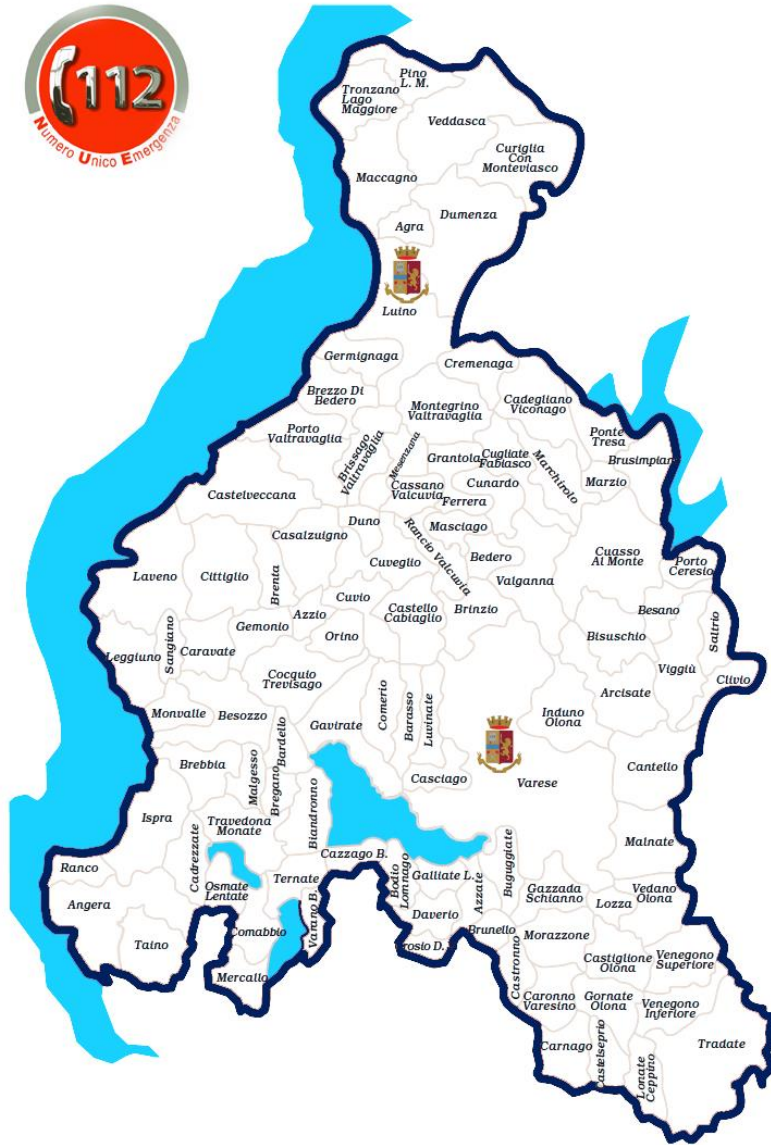 112
Numero Unico Emergenza
Pino
L. M.
Tronzano
Lago
Maggiore
Veddasca
Curiglia
Con
Monteviasco
Maccagno
Dumenza
Agra
Luino
Germignaga
Cremenaga
Brezzo Di
Bedero
Montegrino
Valtravaglia
Cadegliano
Viconago
Porto
Valtravaglia
Brissago
Valtravaglia
Mesenzana
Grantola
Cugliate
Fabiasco
Marchirolo
Ponte
Tresa
Brusimpian
Marzio
Cassano
Valcuvia
Cunardo
Ferrera
Castelveccana
Duno
Masciago
Rancio Valcuvia
Casalzuigno
Cuveglio
Bedero
Valganna
Cuasso
Al Monte
Porto
Ceresio
Laveno
Cittiglio
Brenta
Cuvio
Azzio
Castello
Cabiaglio
Brinzio
Besano
Saltrio
Gemonio
Orino
Bisuschio
Leggiuno
Sangiano
Caravate
Viggiù
Clivio
Cocquio
Trevisago
Arcisate
Comerio
Barasso
Luvinate
Induno
Olona
Monvalle
Besozzo
Bardello
Gavirate
Brebbia
Malgesso
Bregano
Biandronno
Casciago
Varese
Cantello
Ispra
Travedona
Monate
Cadrezzate
Cazzago B.
Buguggiate
Malnate
Ranco
Osmate
Lentate
Ternate
Varano B.
Bodio
Lomnago
Galliate L.
Azzate
Gazzada
Schianno
Lozza
Vedano
Olona
Angera
Daverio
Taino
Comabbio
Crosio D.
Brunello
Morazzone
Castronno
Castiglione
Olona
Venegono
Superiore
Mercallo
Caronno
Varesino
Gornate
Olona
Venegono
Inferiore
Carnago
Castelseprio
Lonate
Ceppino
Tradate